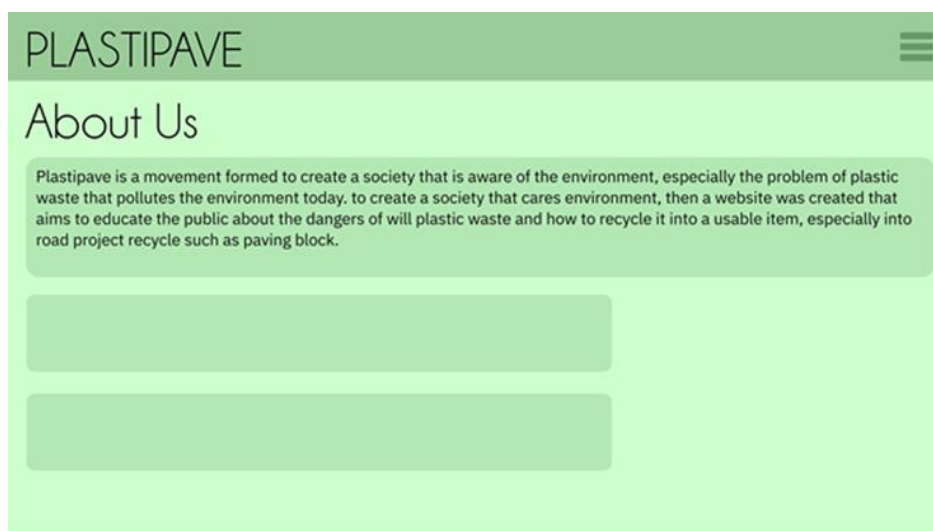 PLASTIPAVE
About Us
Plastipave is a movement formed to create a society that is aware of the environment, especially the problem of plastic
waste that pollutes the environment today. to create a society that cares environment, then a website was created that
aims to educate the public about the dangers of will plastic waste and how to recycle it into a usable item, especially into
road project recycle such as paving block.